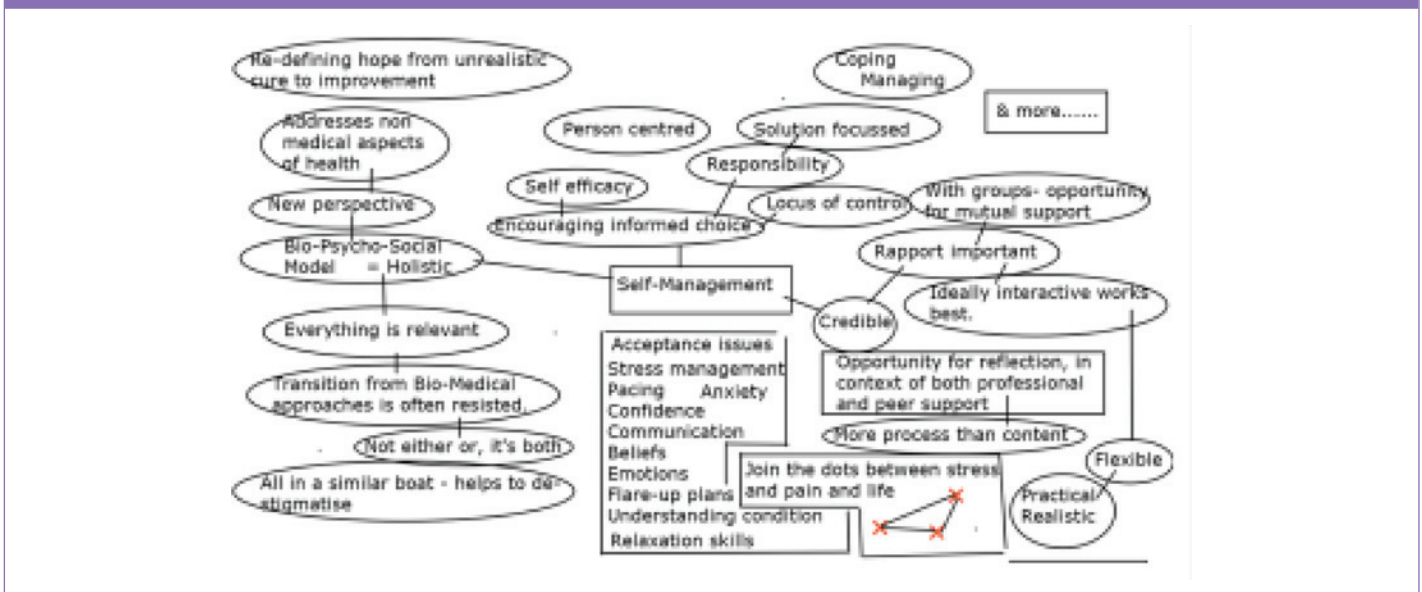 Re-defining hope from unrealistic
cure to improvement
Coping
Managing
& more......
Addresses non
medical aspects
of health
Person centred
Solution focussed
Responsibility
Self efficacy
Locus of control
With groups- opportunity
for mutual support
New perspective
Encouraging informed choice
Rapport important
Bio-Psycho-Social
Model = Holistic
Self-Management
Ideally interactive works
best.
Credible
Everything is relevant
Acceptance issues
Stress management
Pacing Anxiety
Confidence
Communication
Beliefs
Emotions
Flare-up plans
Understanding condition
Relaxation skills
Opportunity for reflection, in
context of both professional
and peer support
Transition from Bio-Medical
approaches is often resisted.
More process than content
Not either or, it's both
Flexible
Join the dots between stress
and pain and life
All in a similar boat - helps to de-
stigmatise
Practical
Realistic